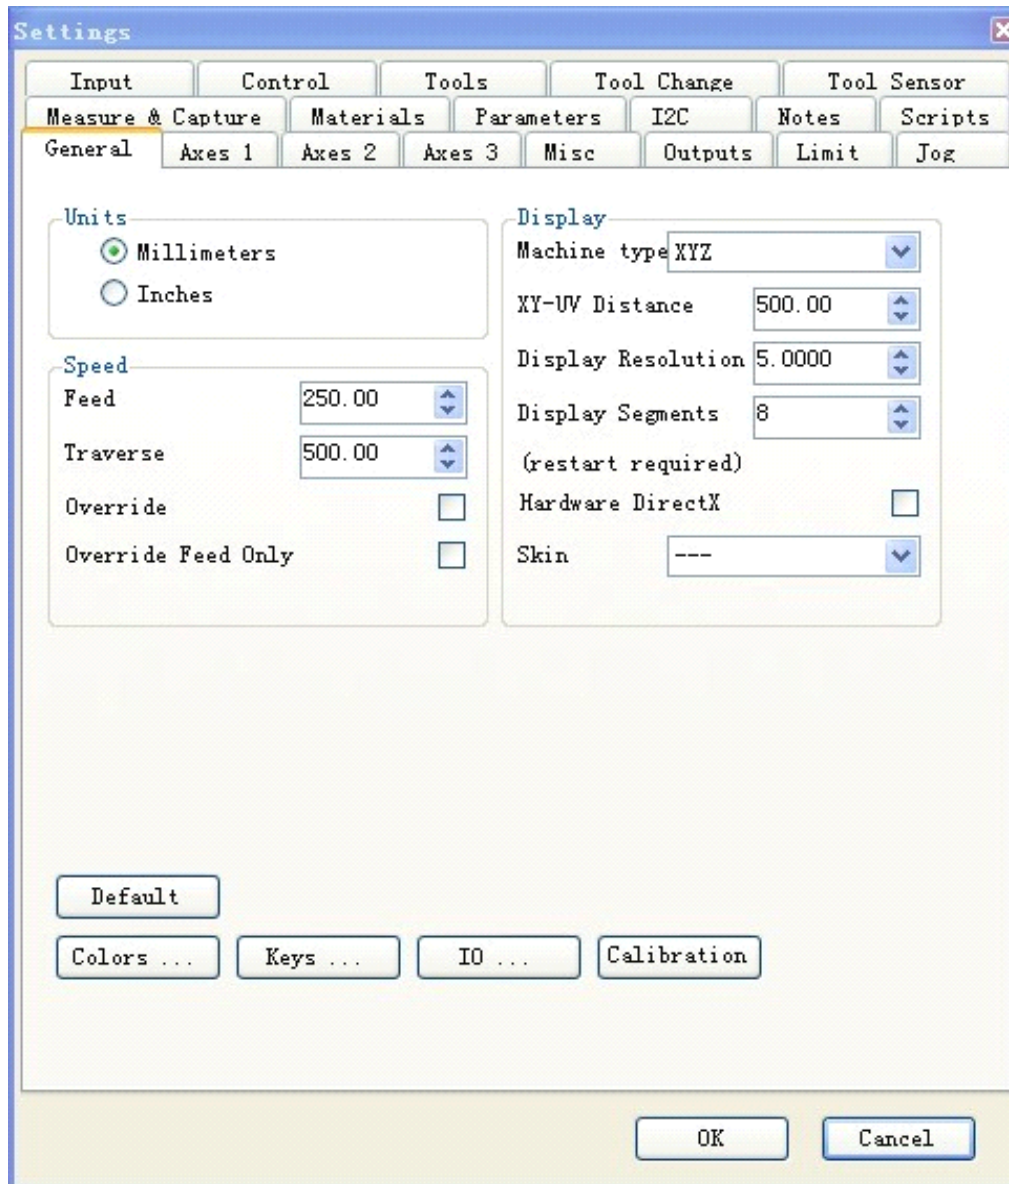 Settings
Input Control Tools Tool Change Tool Sensor
Measure & Capture Materials Parameters I2C Notes Scripts
General Axes 1 Axes 2 Axes 3 Misc Outputs Limit Jog
Units
Millimeters
Inches
Speed
Feed 250.00
Traverse 500.00
Override
Override Feed Only
Display
Machine type XYZ
XY-UV Distance 500.00
Display Resolution 5.0000
Display Segments 8
(restart required)
Hardware DirectX
Skin ---
Default
Colors ... Keys ... IO ... Calibration
OK Cancel